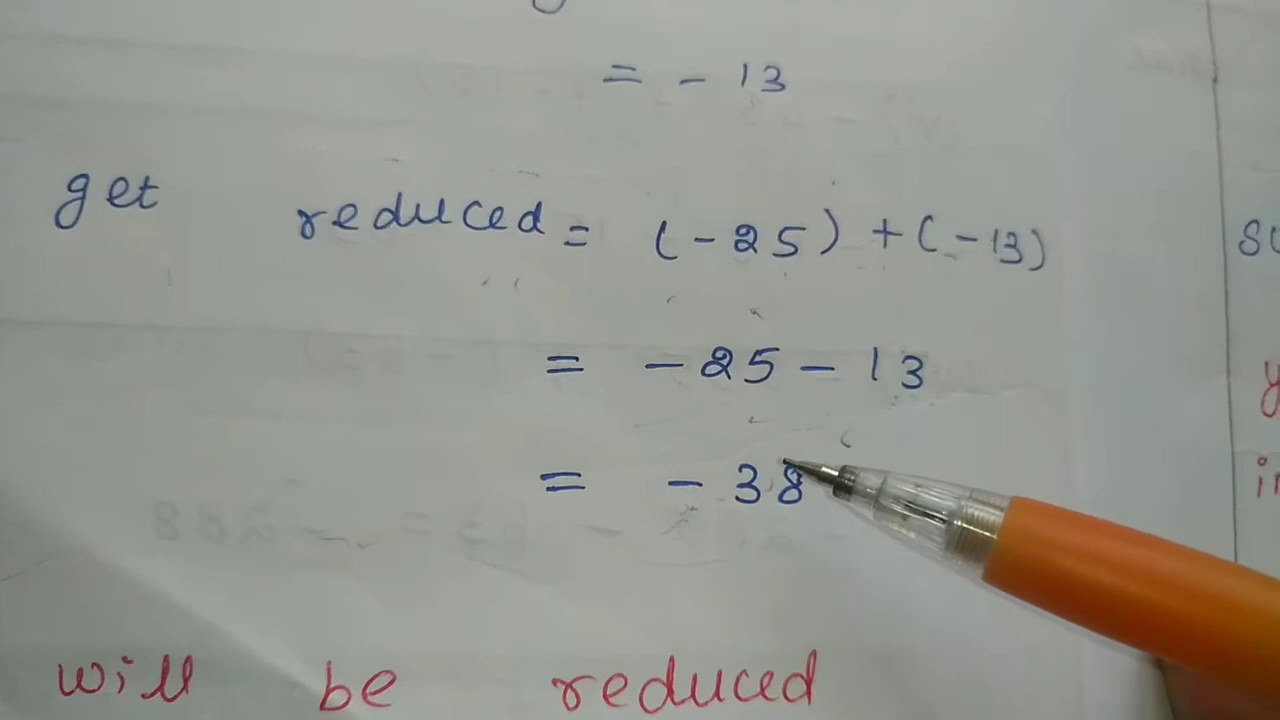 = - 13
get reduced = (-25) + (-13)
= -25 - 13
= - 38
will be reduced